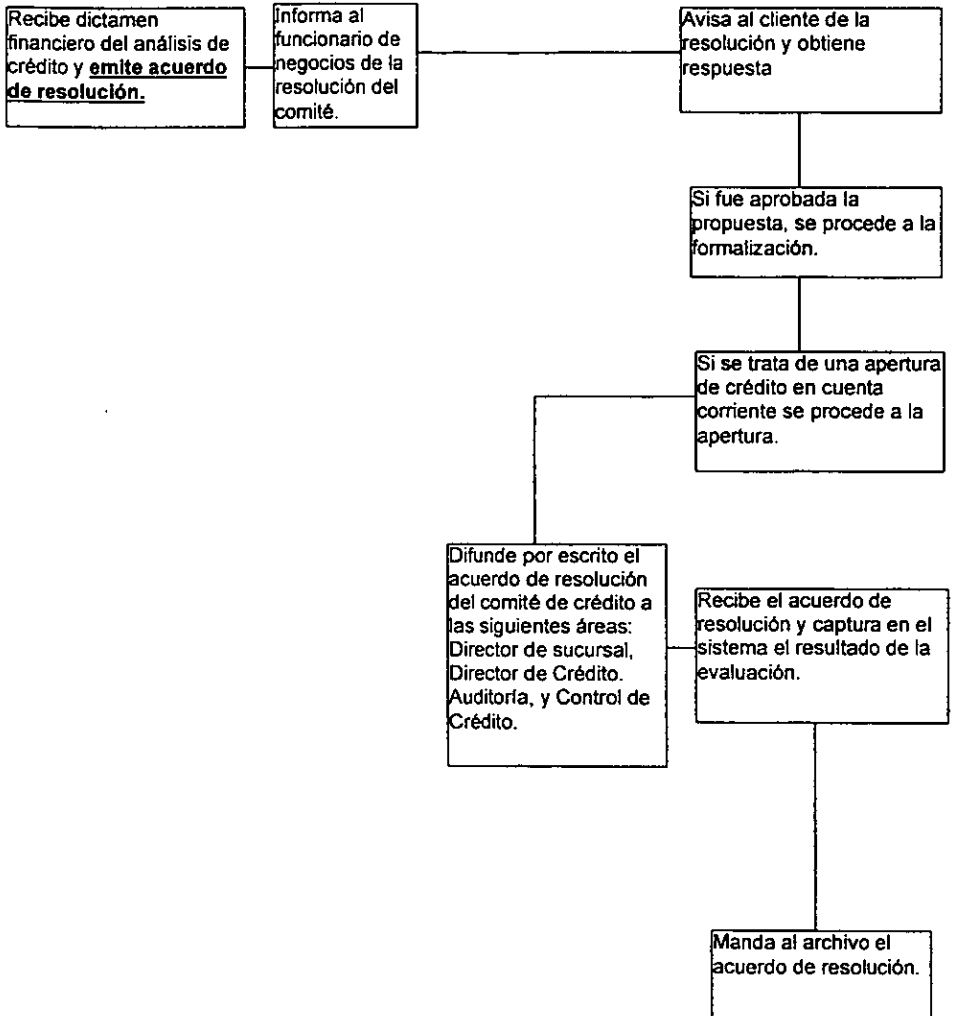 Recibe dictamen
financiero del análisis de
crédito y emite acuerdo
de resolución.
Informa al
funcionario de
negocios de la
resolución del
comité.
Avisa al cliente de la
resolución y obtiene
respuesta
Si fue aprobada la
propuesta, se procede a la
formalización.
Si se trata de una apertura
de crédito en cuenta
corriente se procede a la
apertura.
Difunde por escrito el
acuerdo de resolución
del comité de crédito a
las siguientes áreas:
Director de sucursal,
Director de Crédito.
Auditoría, y Control de
Crédito.
Recibe el acuerdo de
resolución y captura en el
sistema el resultado de la
evaluación.
Manda al archivo el
acuerdo de resolución.